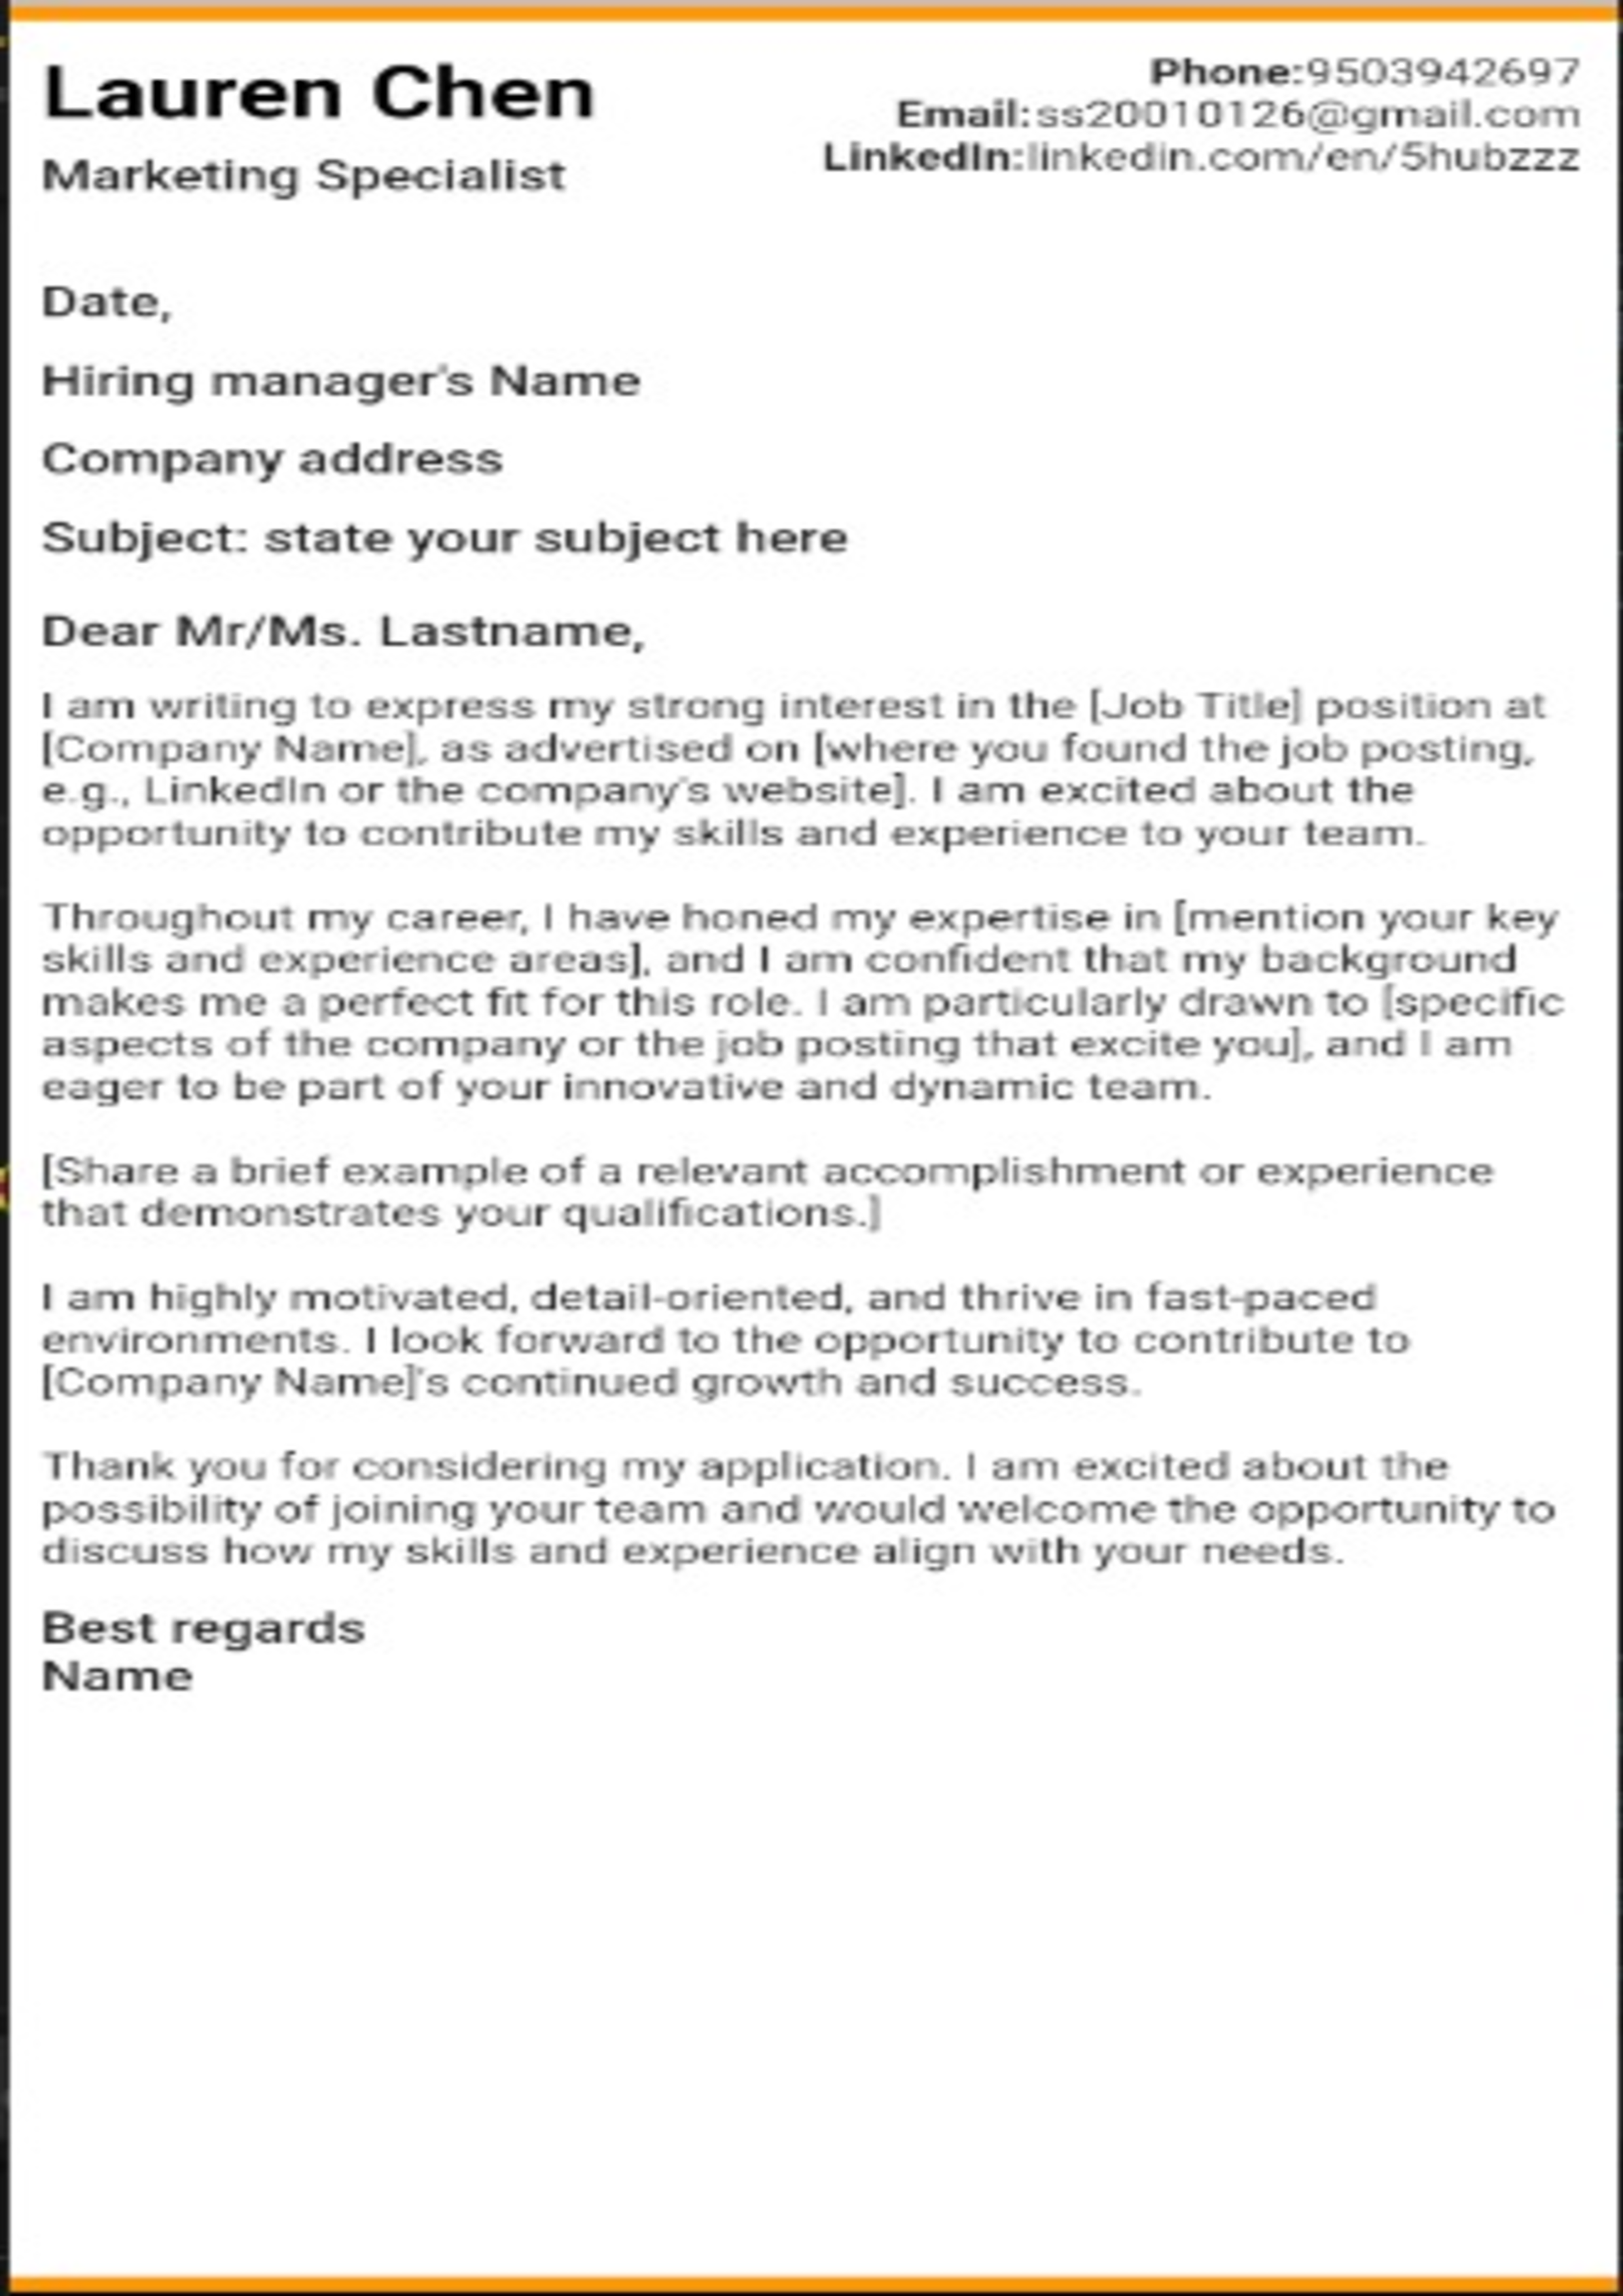 Lauren Chen
Marketing Specialist
Phone:9503942697
Email:ss20010126@gmail.com
LinkedIn:linkedin.com/en/5hubzzz
Date,
Hiring manager's Name
Company address
Subject: state your subject here
Dear Mr/Ms. Lastname,
I am writing to express my strong interest in the [Job Title] position at
[Company Name], as advertised on [where you found the job posting,
e.g., LinkedIn or the company's website]. I am excited about the
opportunity to contribute my skills and experience to your team.
Throughout my career, I have honed my expertise in [mention your key
skills and experience areas], and I am confident that my background
makes me a perfect fit for this role. I am particularly drawn to [specific
aspects of the company or the job posting that excite you], and I am
eager to be part of your innovative and dynamic team.
[Share a brief example of a relevant accomplishment or experience
that demonstrates your qualifications.]
I am highly motivated, detail-oriented, and thrive in fast-paced
environments. I look forward to the opportunity to contribute to
[Company Name]'s continued growth and success.
Thank you for considering my application. I am excited about the
possibility of joining your team and would welcome the opportunity to
discuss how my skills and experience align with your needs.
Best regards
Name